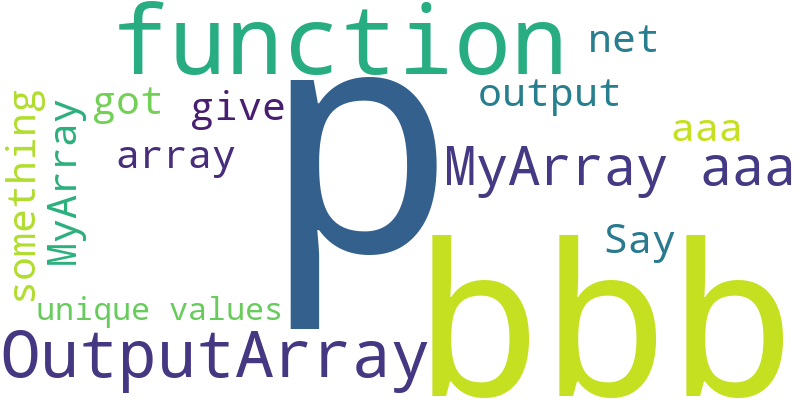 function
net
p
output
got
give
something
MyArray
aaa
array
MyArray aaa
Say
bbb
unique values
OutputArray